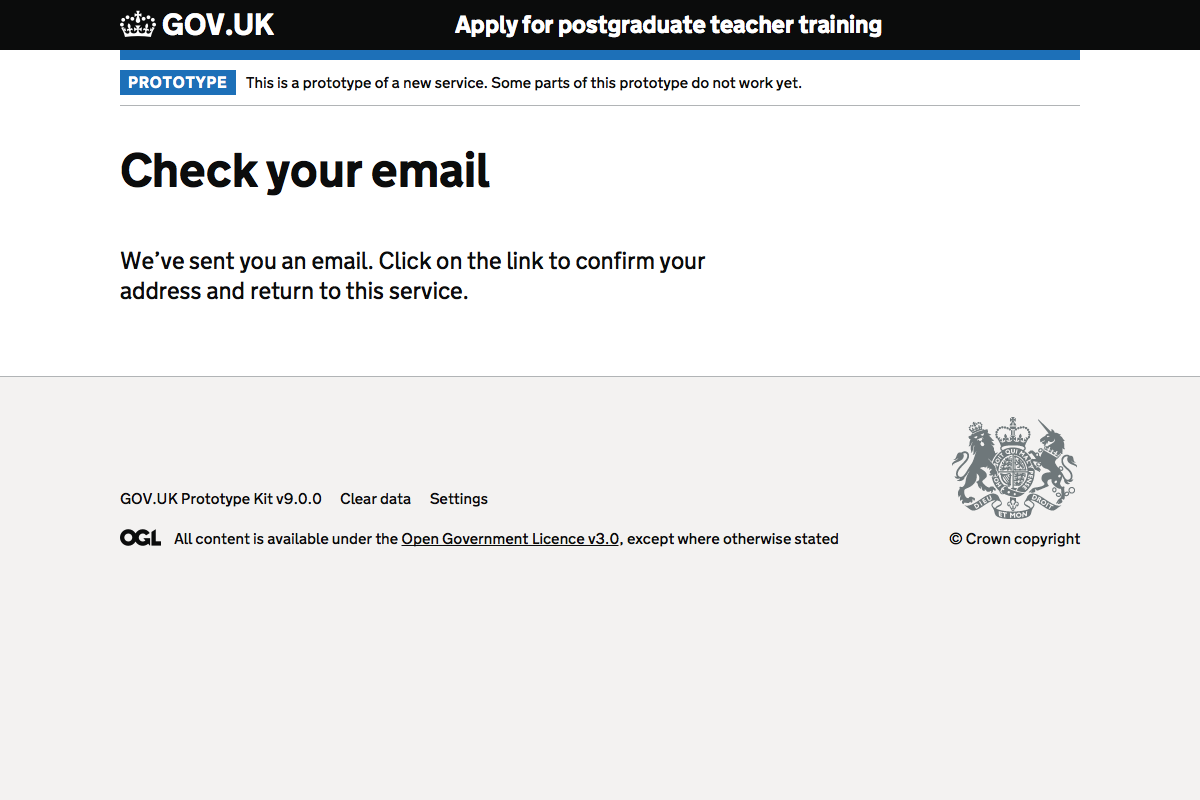 GOV.UK Apply for postgraduate teacher training
PROTOTYPE This is a prototype of a new service. Some parts of this prototype do not work yet.
Check your email
We’ve sent you an email. Click on the link to confirm your
address and return to this service.
GOV.UK Prototype Kit v9.0.0 Clear data Settings
DIEU ET MON DROIT
OGL All content is available under the Open Government Licence v3.0, except where otherwise stated
© Crown copyright